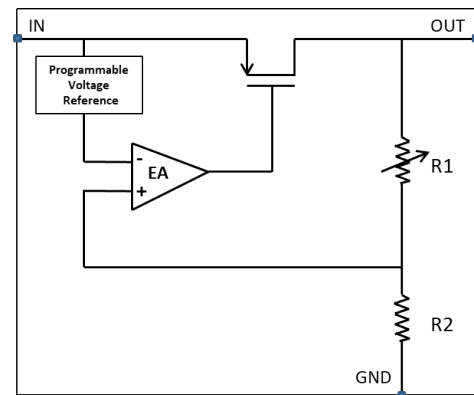 IN
OUT
Programmable
Voltage
Reference
-
EA
+
R1
R2
GND